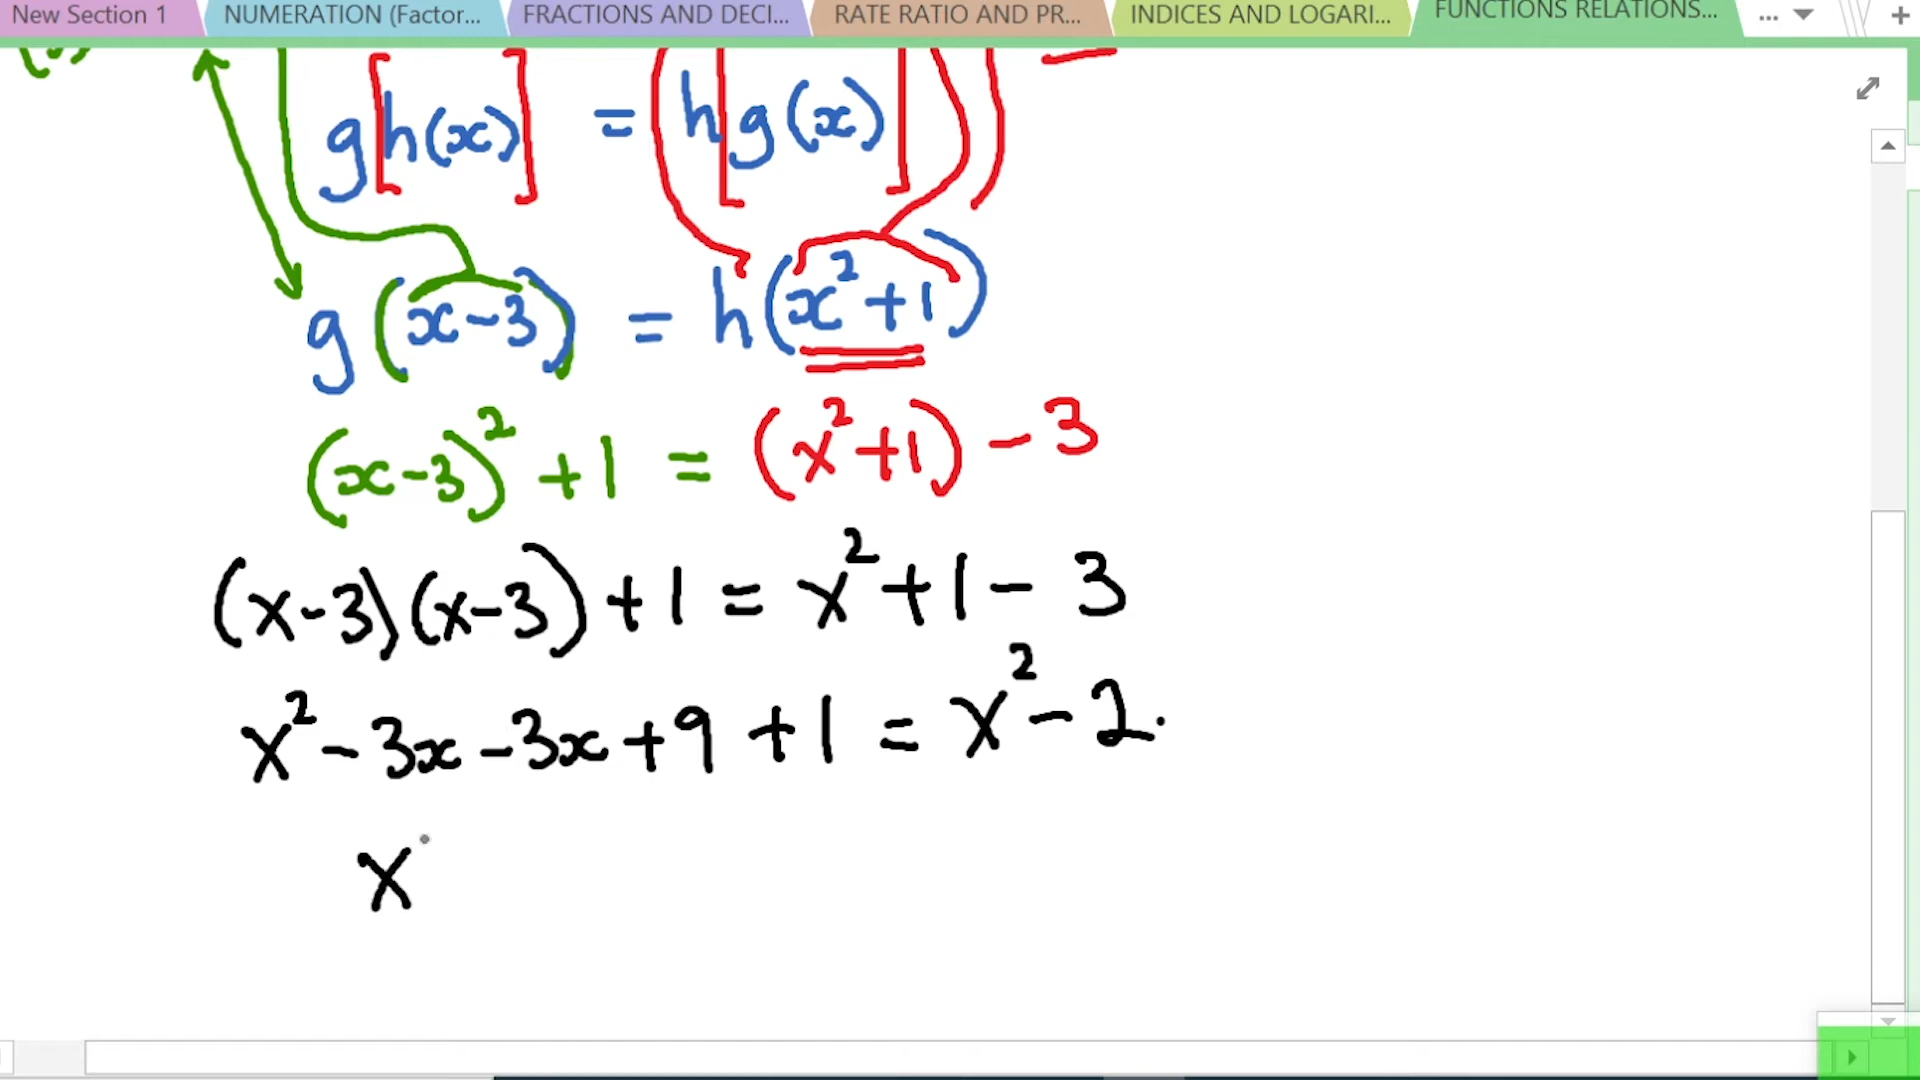 New Section 1 NUMERATION (Factor... FRACTIONS AND DECI... RATE RATIO AND PR... INDICES AND LOGARI... FUNCTIONS RELATIONS... ... +
g[h(x)] = h[g(x)]
g(x-3) = h(x²+1)
(x-3)² + 1 = (x²+1) - 3
(x-3)(x-3) + 1 = x² + 1 - 3
x² - 3x - 3x + 9 + 1 = x² - 2.
x